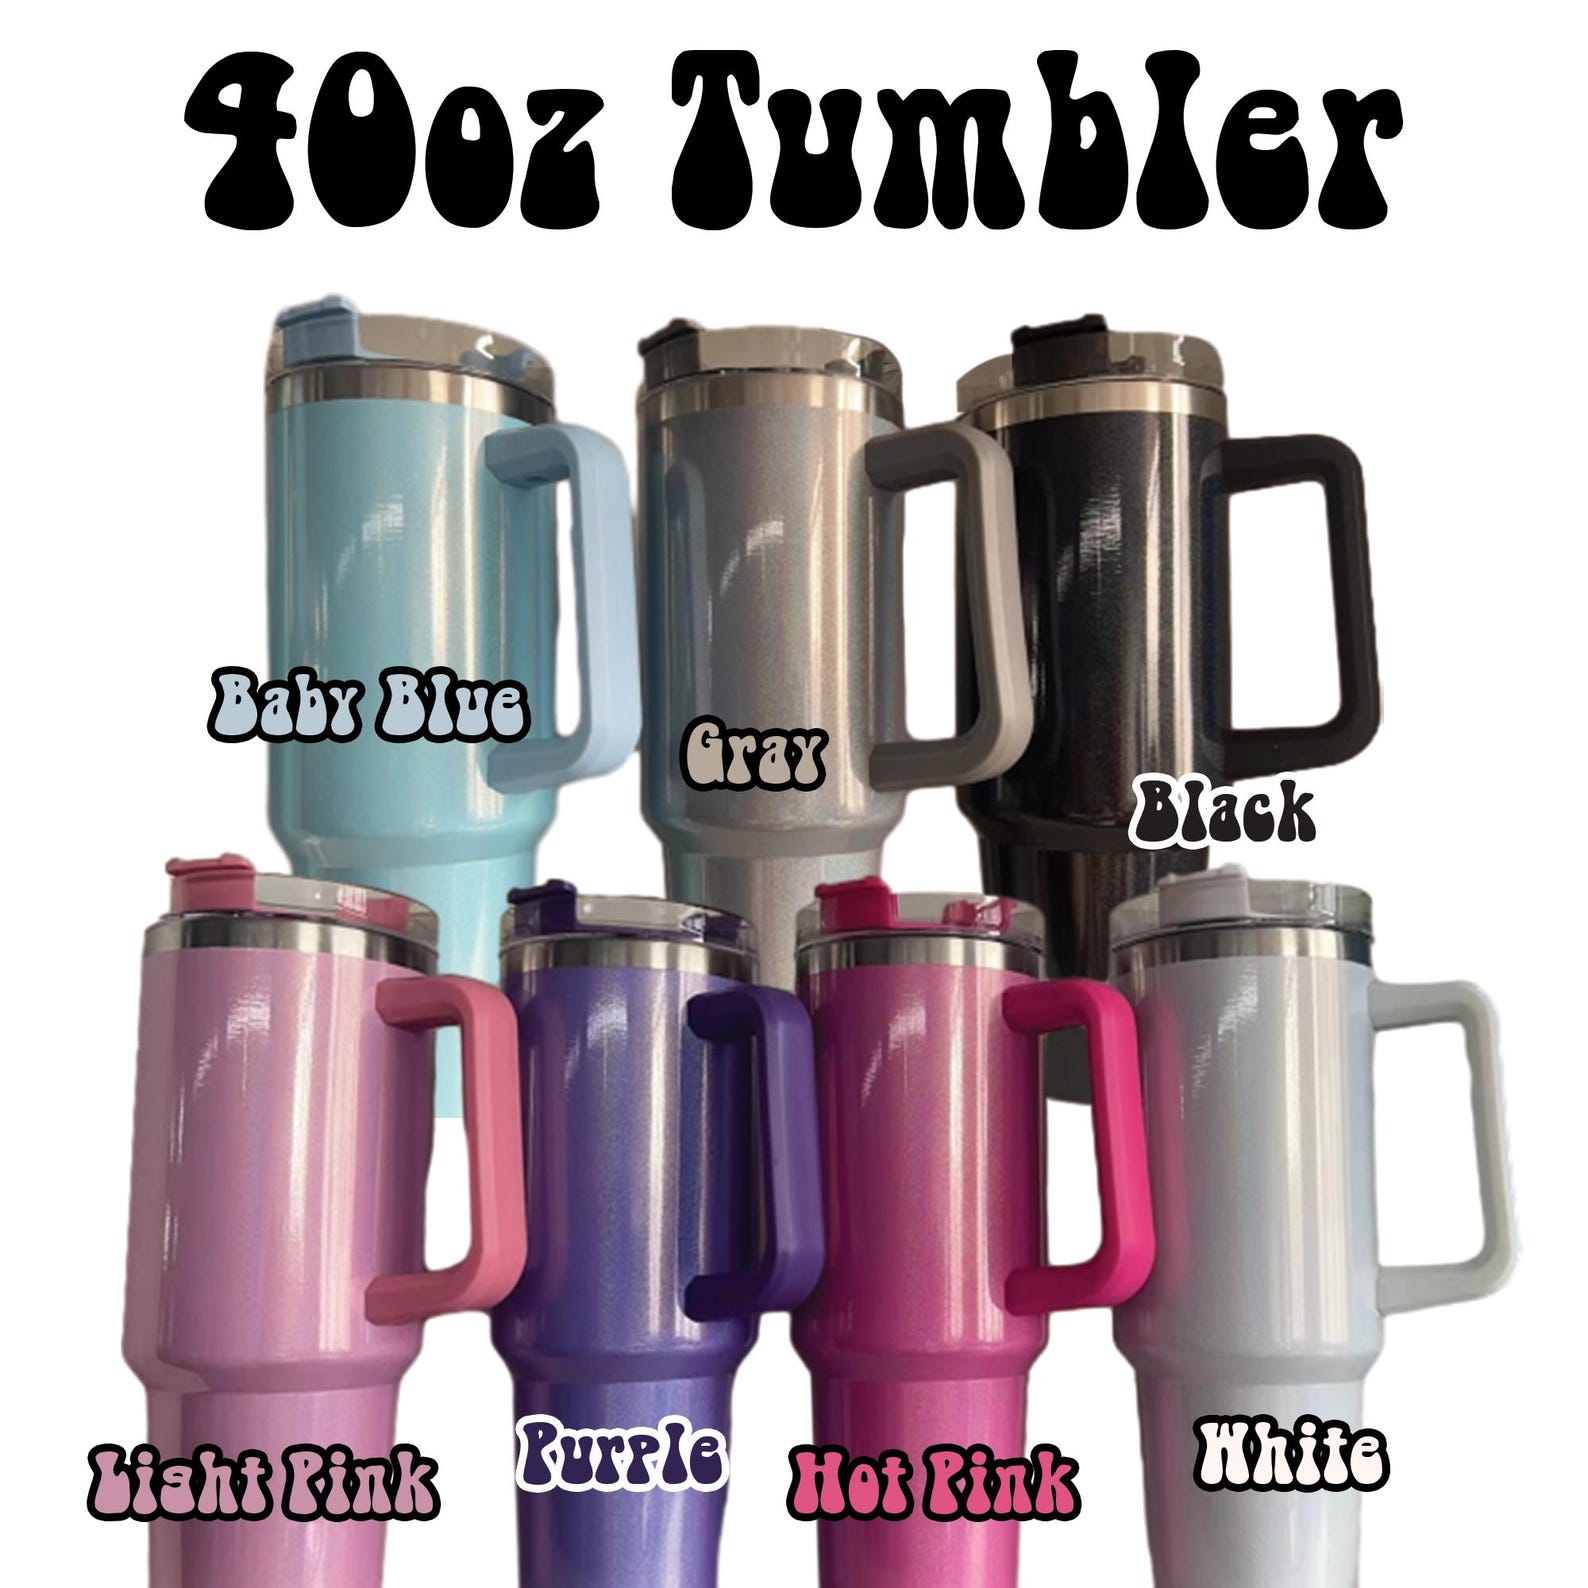 40oz Tumbler
Baby Blue
Gray
Black
Light Pink
Purple
Hot Pink
White